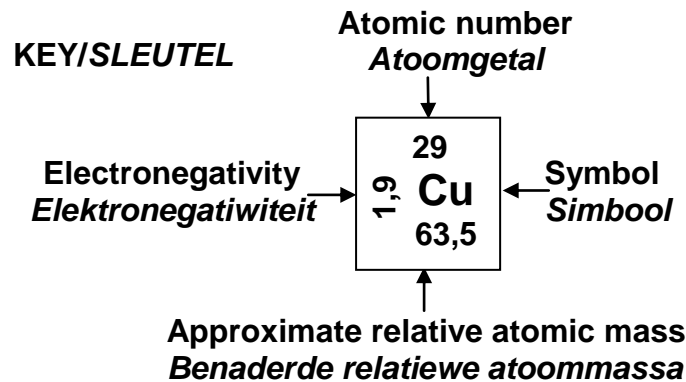 KEY/SLEUTEL
Atomic number
Atoomgetal
Electronegativity
Elektronegatiwiteit
29
1,9
Cu
63,5
Symbol
Simbool
Approximate relative atomic mass
Benaderde relatiewe atoommassa